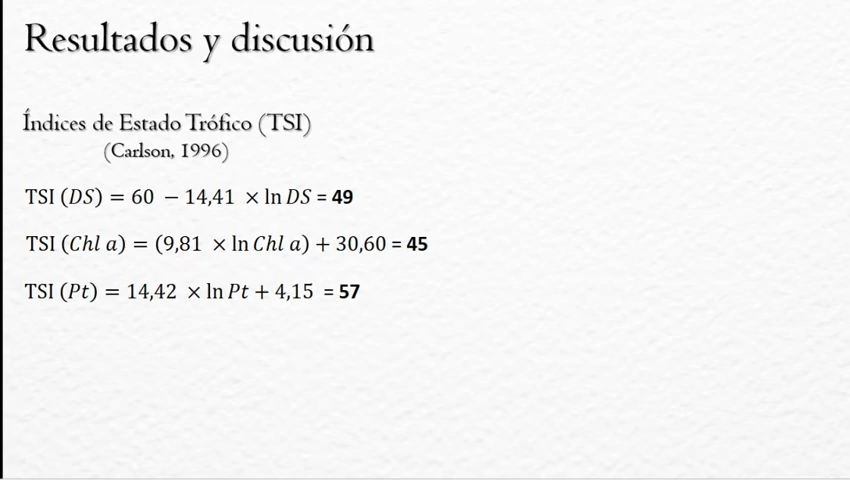 Resultados y discusión
Índices de Estado Trófico (TSI)
(Carlson, 1996)
TSI (DS) = 60 − 14,41 × ln DS = 49
TSI (Chl a) = (9,81 × ln Chl a) + 30,60 = 45
TSI (Pt) = 14,42 × ln Pt + 4,15 = 57